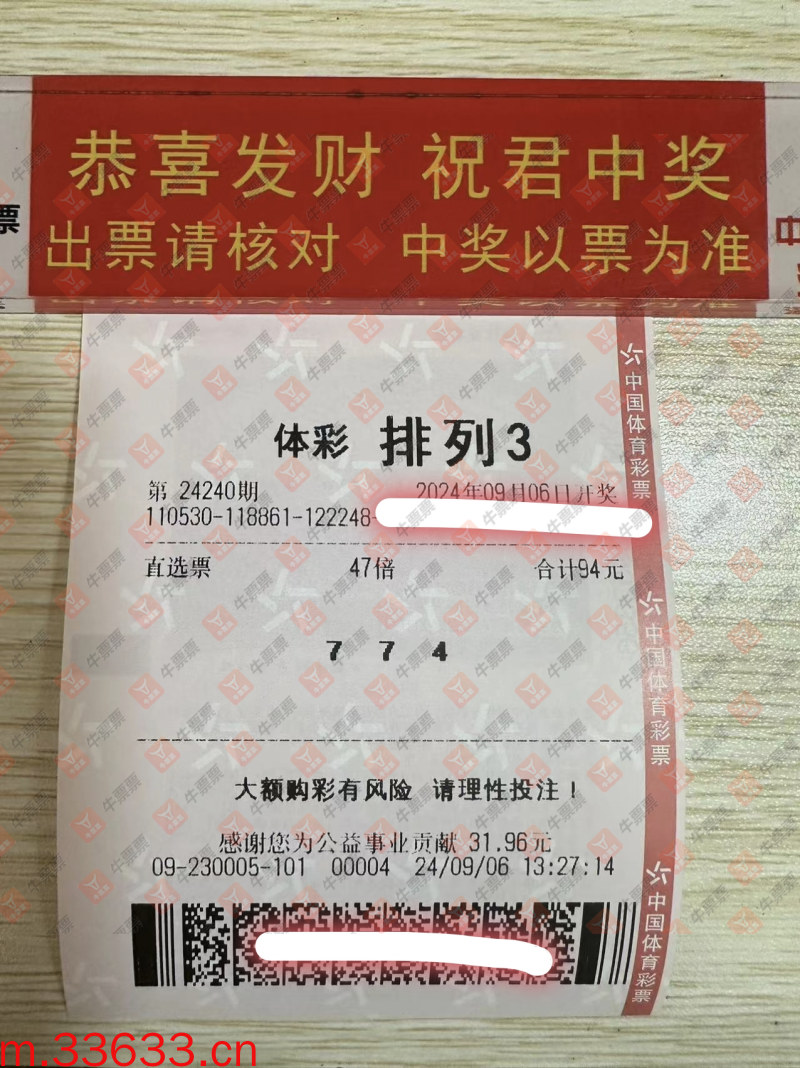 恭喜发财 祝君中奖
出票请核对 中奖以票为准
票
体彩 排列3
第 24240期 2024年09月06日开奖
110530-118861-122248-
直选票 47倍 合计94元
7 7 4
大额购彩有风险 请理性投注！
感谢您为公益事业贡献 31.96元
09-230005-101 00004 24/09/06 13:27:14
中国体育彩票
中国体育彩票
中国体育彩票
牛票票
m.33633.cn